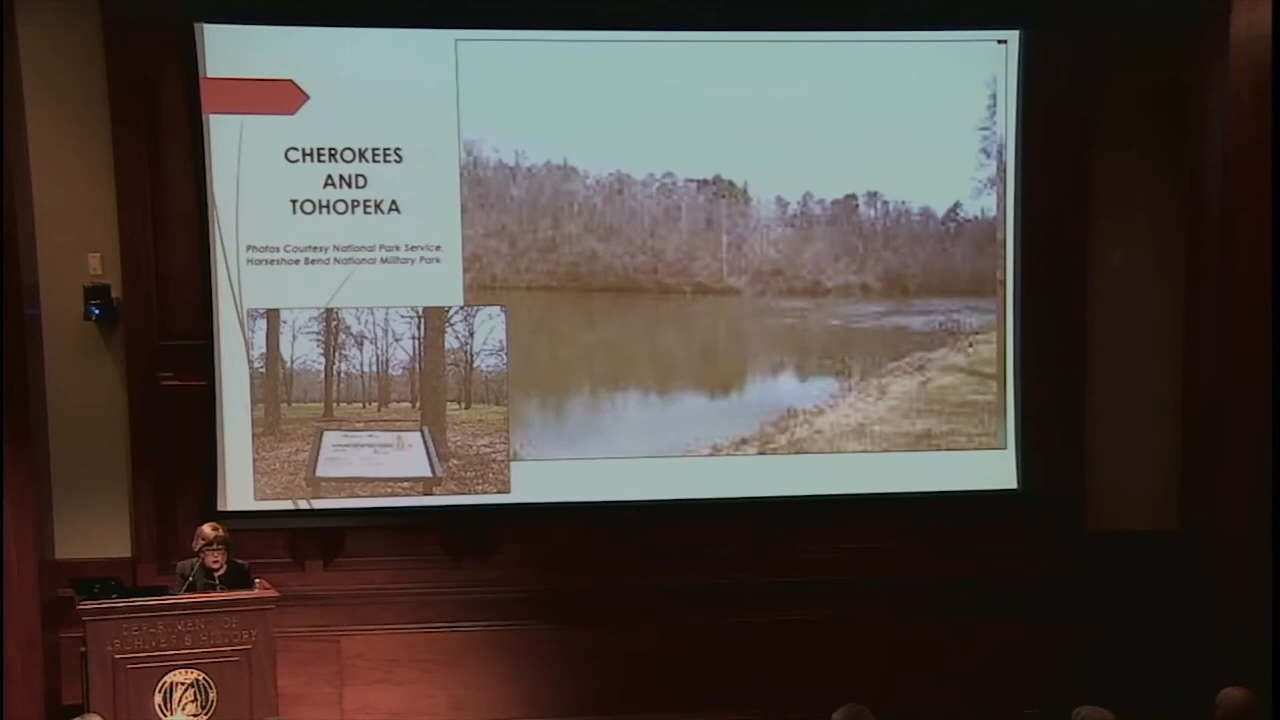 CHEROKEES
AND
TOHOPEKA
Photos Courtesy National Park Service,
Horseshoe Bend National Military Park
DEPARTMENT OF
ARCHIVES & HISTORY